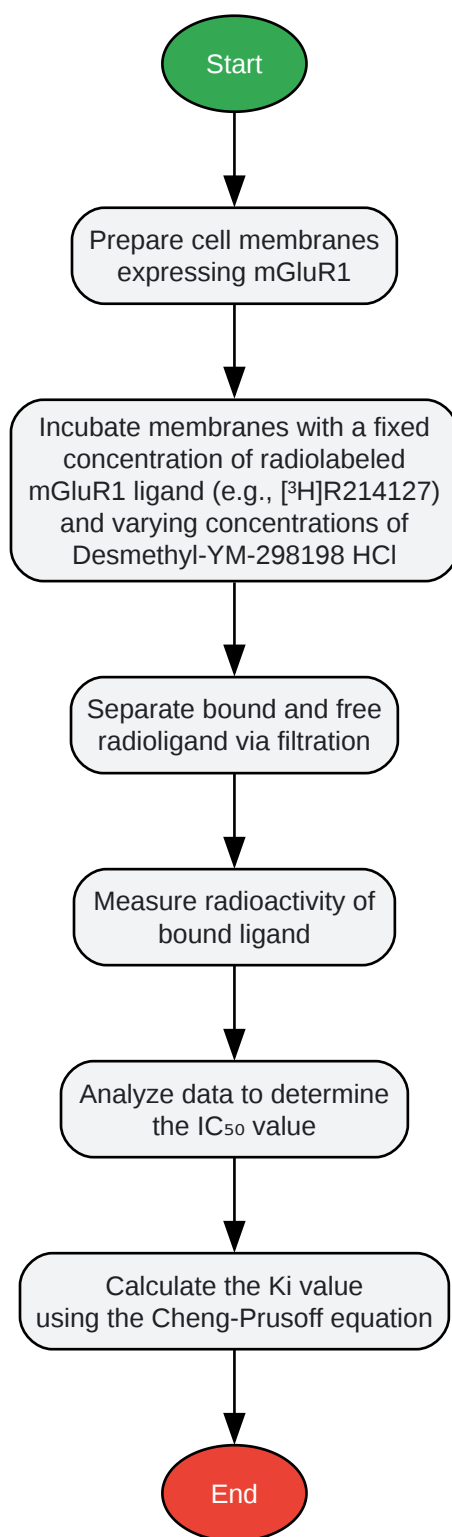 Start
Prepare cell membranes
expressing mGluR1
Incubate membranes with a fixed
concentration of radiolabeled
mGluR1 ligand (e.g., [³H]R214127)
and varying concentrations of
Desmethyl-YM-298198 HCl
Separate bound and free
radioligand via filtration
Measure radioactivity of
bound ligand
Analyze data to determine
the IC₅₀ value
Calculate the Ki value
using the Cheng-Prusoff equation
End